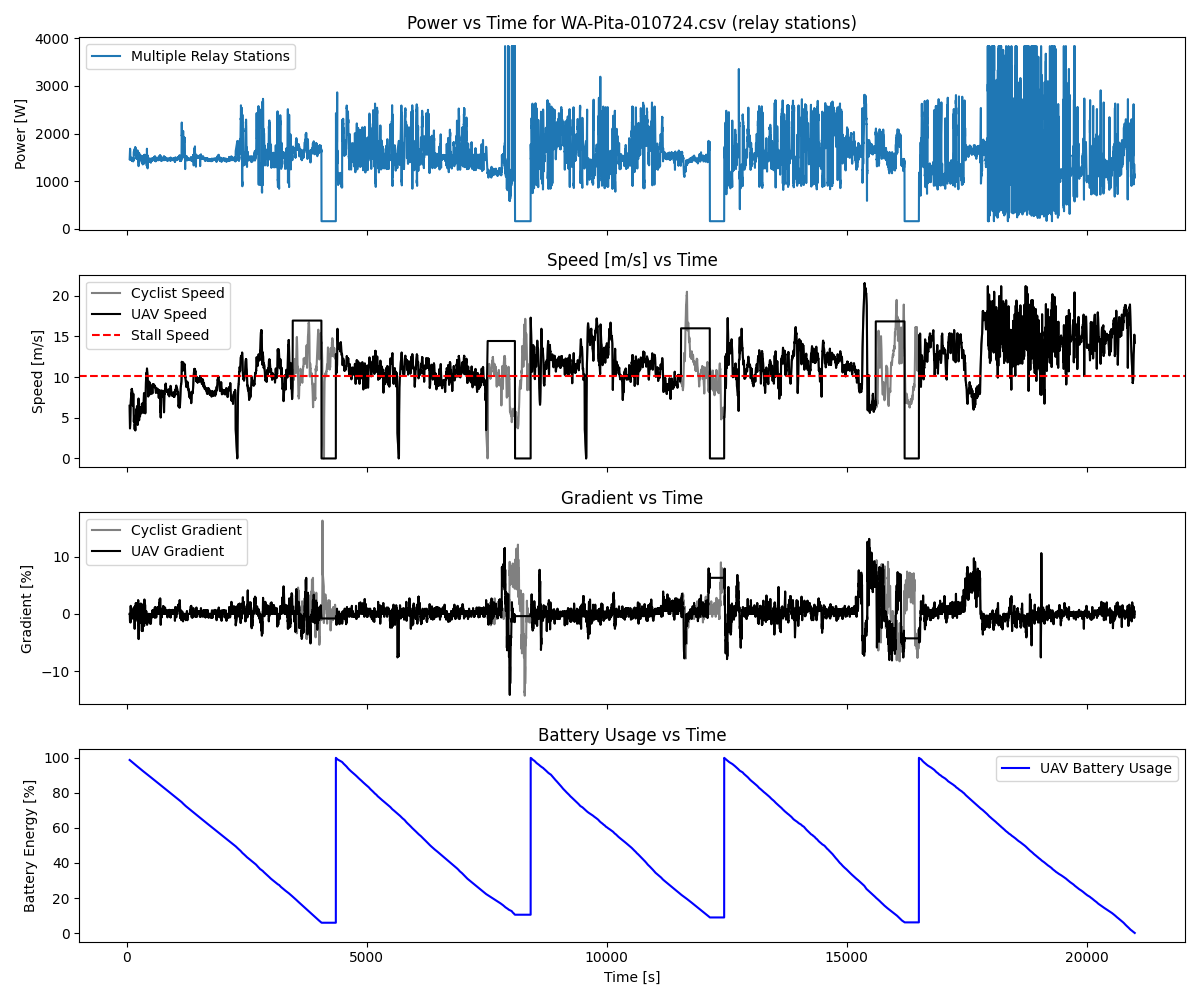 Power vs Time for WA-Pita-010724.csv (relay stations)
Power [W]
4000
3000
2000
1000
0
Multiple Relay Stations
Speed [m/s] vs Time
Speed [m/s]
20
15
10
5
0
Cyclist Speed
UAV Speed
Stall Speed
Gradient vs Time
Gradient [%]
10
0
−10
Cyclist Gradient
UAV Gradient
Battery Usage vs Time
Battery Energy [%]
100
80
60
40
20
0
UAV Battery Usage
0 5000 10000 15000 20000
Time [s]